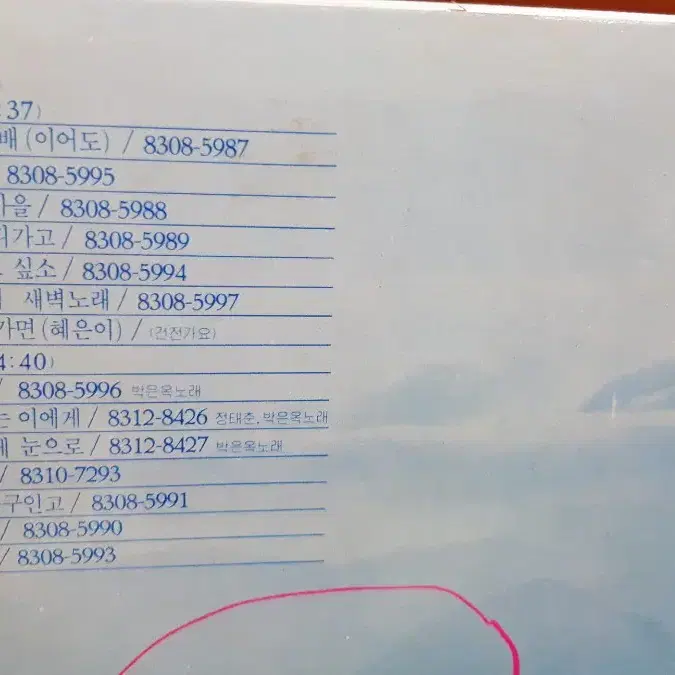 :37)
배 (이어도) / 8308-5987
8308-5995
가을 / 8308-5988
가고 / 8308-5989
싶소 / 8308-5994
새벽노래 / 8308-5997
가면 (혜은이) / (건전가요)
4:40)
/ 8308-5996 박은옥노래
는 이에게 / 8312-8426 정태춘, 박은옥노래
눈으로 / 8312-8427 박은옥노래
/ 8310-7293
구인고 / 8308-5991
/ 8308-5990
/ 8308-5993